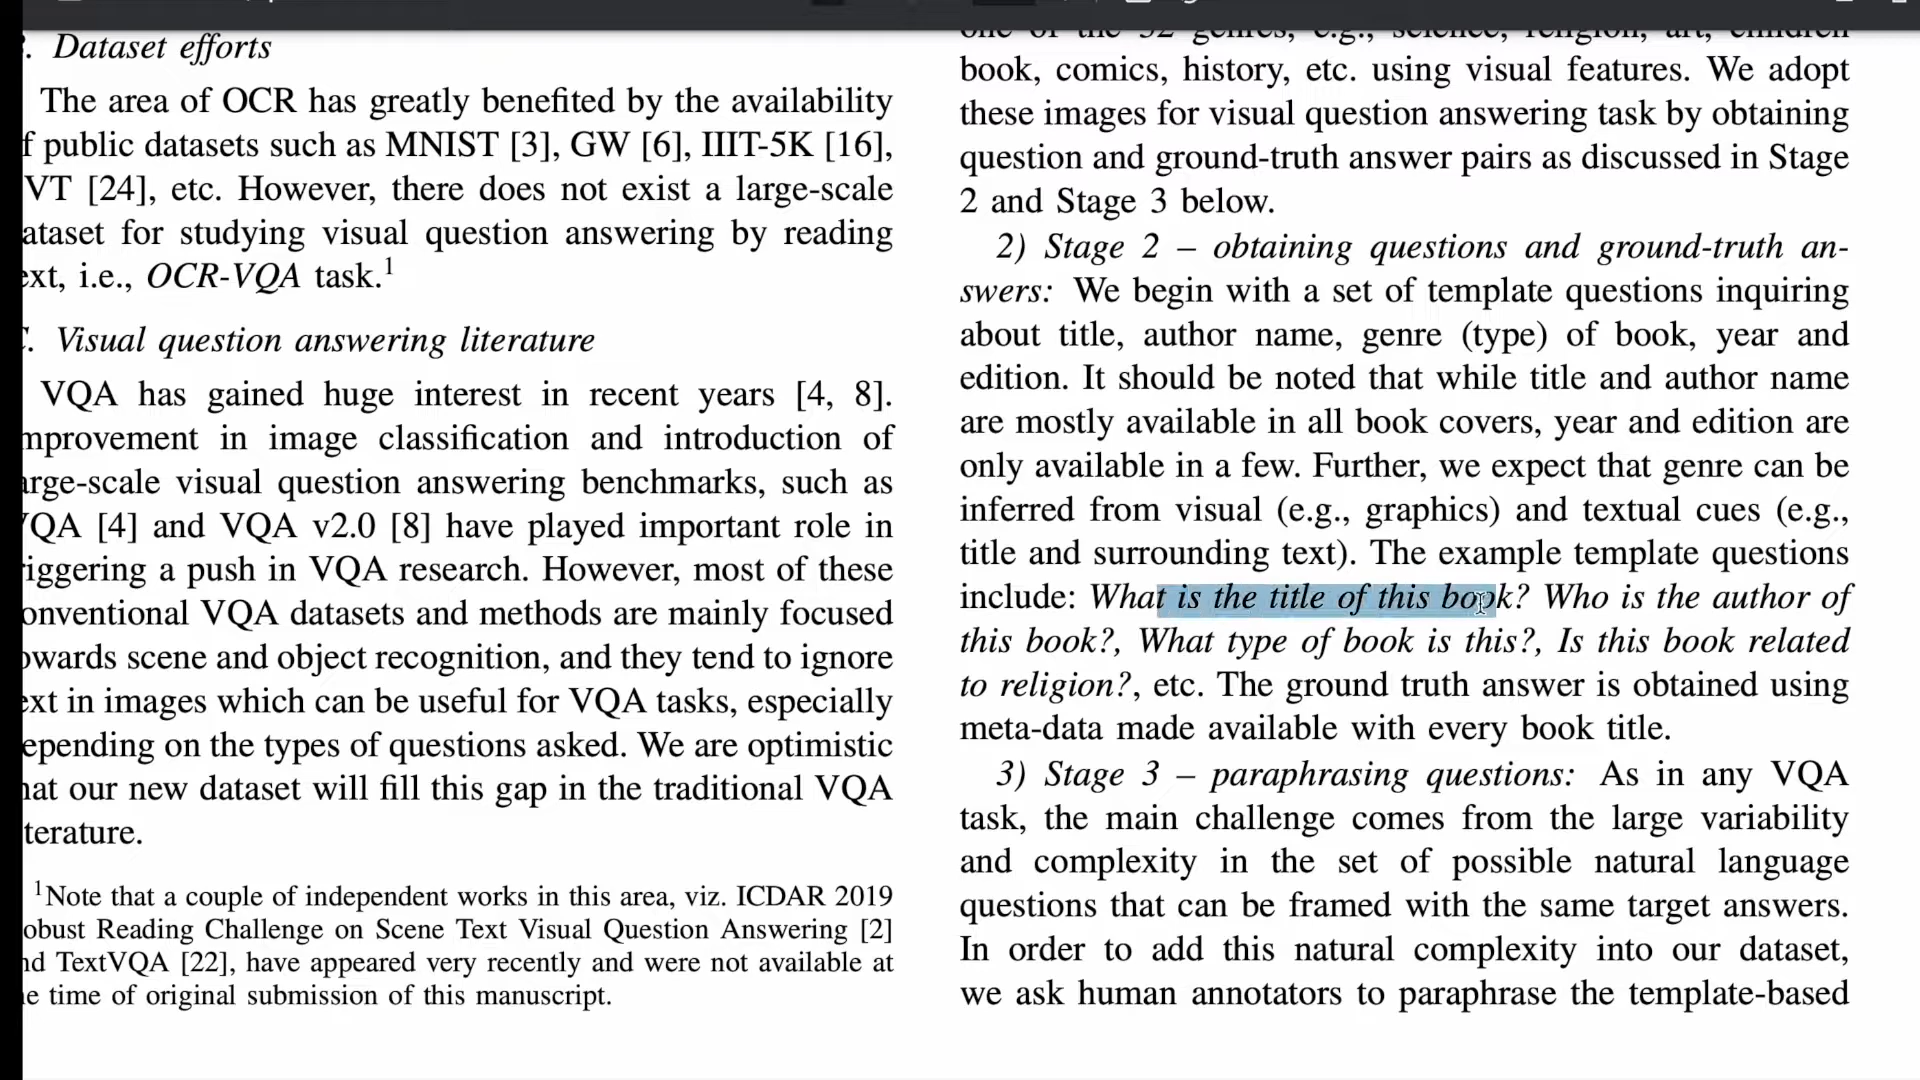 . Dataset efforts
The area of OCR has greatly benefited by the availability
f public datasets such as MNIST [3], GW [6], IIIT-5K [16],
VT [24], etc. However, there does not exist a large-scale
ataset for studying visual question answering by reading
ext, i.e., OCR-VQA task.1
. Visual question answering literature
VQA has gained huge interest in recent years [4, 8].
mprovement in image classification and introduction of
arge-scale visual question answering benchmarks, such as
VQA [4] and VQA v2.0 [8] have played important role in
riggering a push in VQA research. However, most of these
onventional VQA datasets and methods are mainly focused
owards scene and object recognition, and they tend to ignore
ext in images which can be useful for VQA tasks, especially
epending on the types of questions asked. We are optimistic
hat our new dataset will fill this gap in the traditional VQA
terature.
1Note that a couple of independent works in this area, viz. ICDAR 2019
obust Reading Challenge on Scene Text Visual Question Answering [2]
nd TextVQA [22], have appeared very recently and were not available at
e time of original submission of this manuscript.
one of the 32 genres, e.g., science, religion, art, children
book, comics, history, etc. using visual features. We adopt
these images for visual question answering task by obtaining
question and ground-truth answer pairs as discussed in Stage
2 and Stage 3 below.
2) Stage 2 – obtaining questions and ground-truth an-
swers: We begin with a set of template questions inquiring
about title, author name, genre (type) of book, year and
edition. It should be noted that while title and author name
are mostly available in all book covers, year and edition are
only available in a few. Further, we expect that genre can be
inferred from visual (e.g., graphics) and textual cues (e.g.,
title and surrounding text). The example template questions
include: What is the title of this book? Who is the author of
this book?, What type of book is this?, Is this book related
to religion?, etc. The ground truth answer is obtained using
meta-data made available with every book title.
3) Stage 3 – paraphrasing questions: As in any VQA
task, the main challenge comes from the large variability
and complexity in the set of possible natural language
questions that can be framed with the same target answers.
In order to add this natural complexity into our dataset,
we ask human annotators to paraphrase the template-based